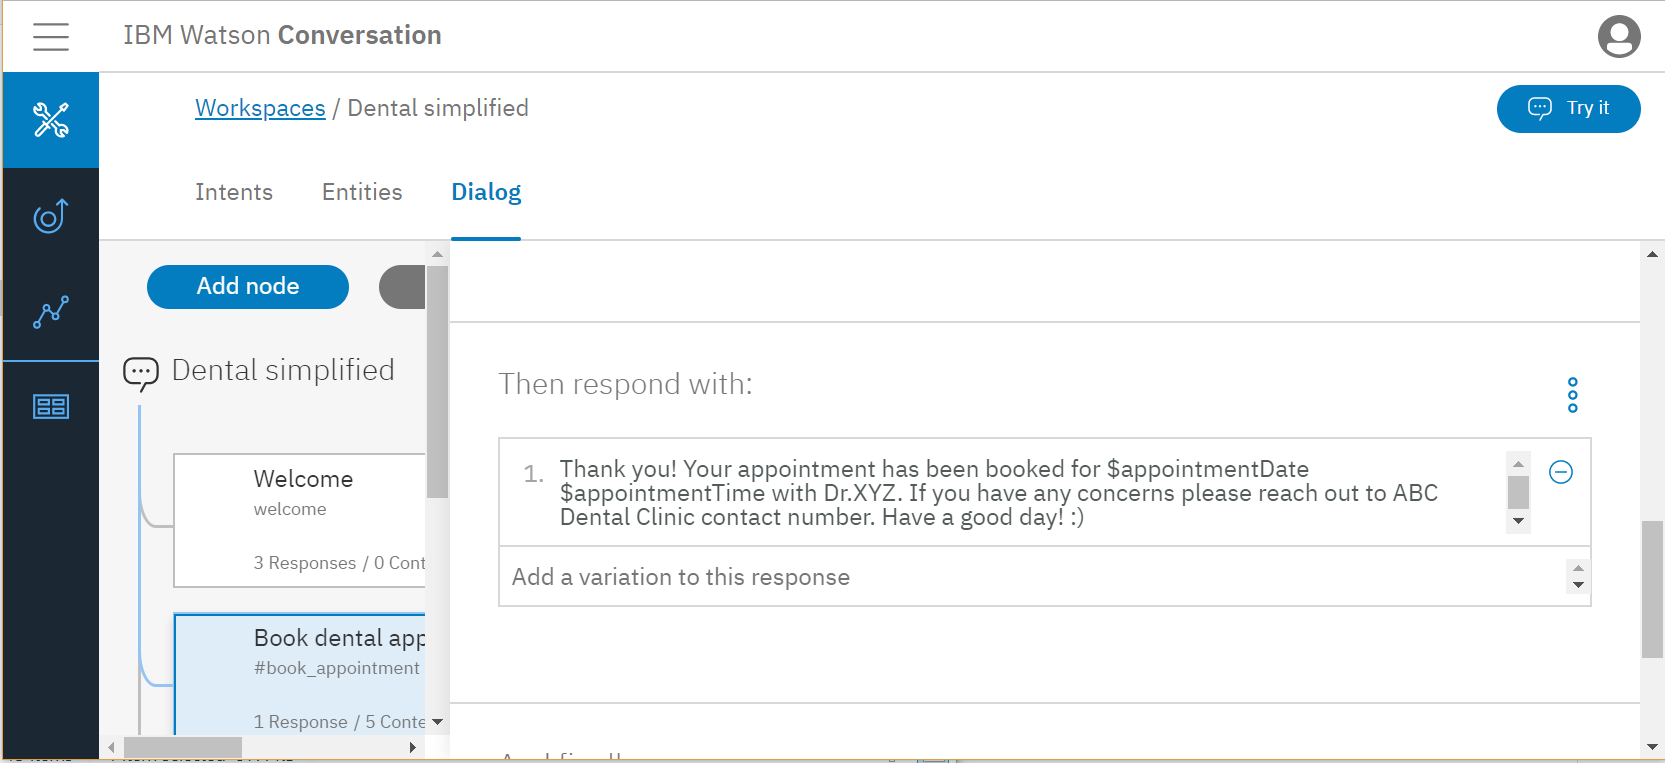 IBM Watson Conversation
Workspaces / Dental simplified
Try it
Intents
Entities
Dialog
Add node
Dental simplified
Welcome
welcome
3 Responses / 0 Cont
Book dental app
#book_appointment
1 Response / 5 Conte
Then respond with:
1.
Thank you! Your appointment has been booked for $appointmentDate
$appointmentTime with Dr.XYZ. If you have any concerns please reach out to ABC
Dental Clinic contact number. Have a good day! :)
Add a variation to this response